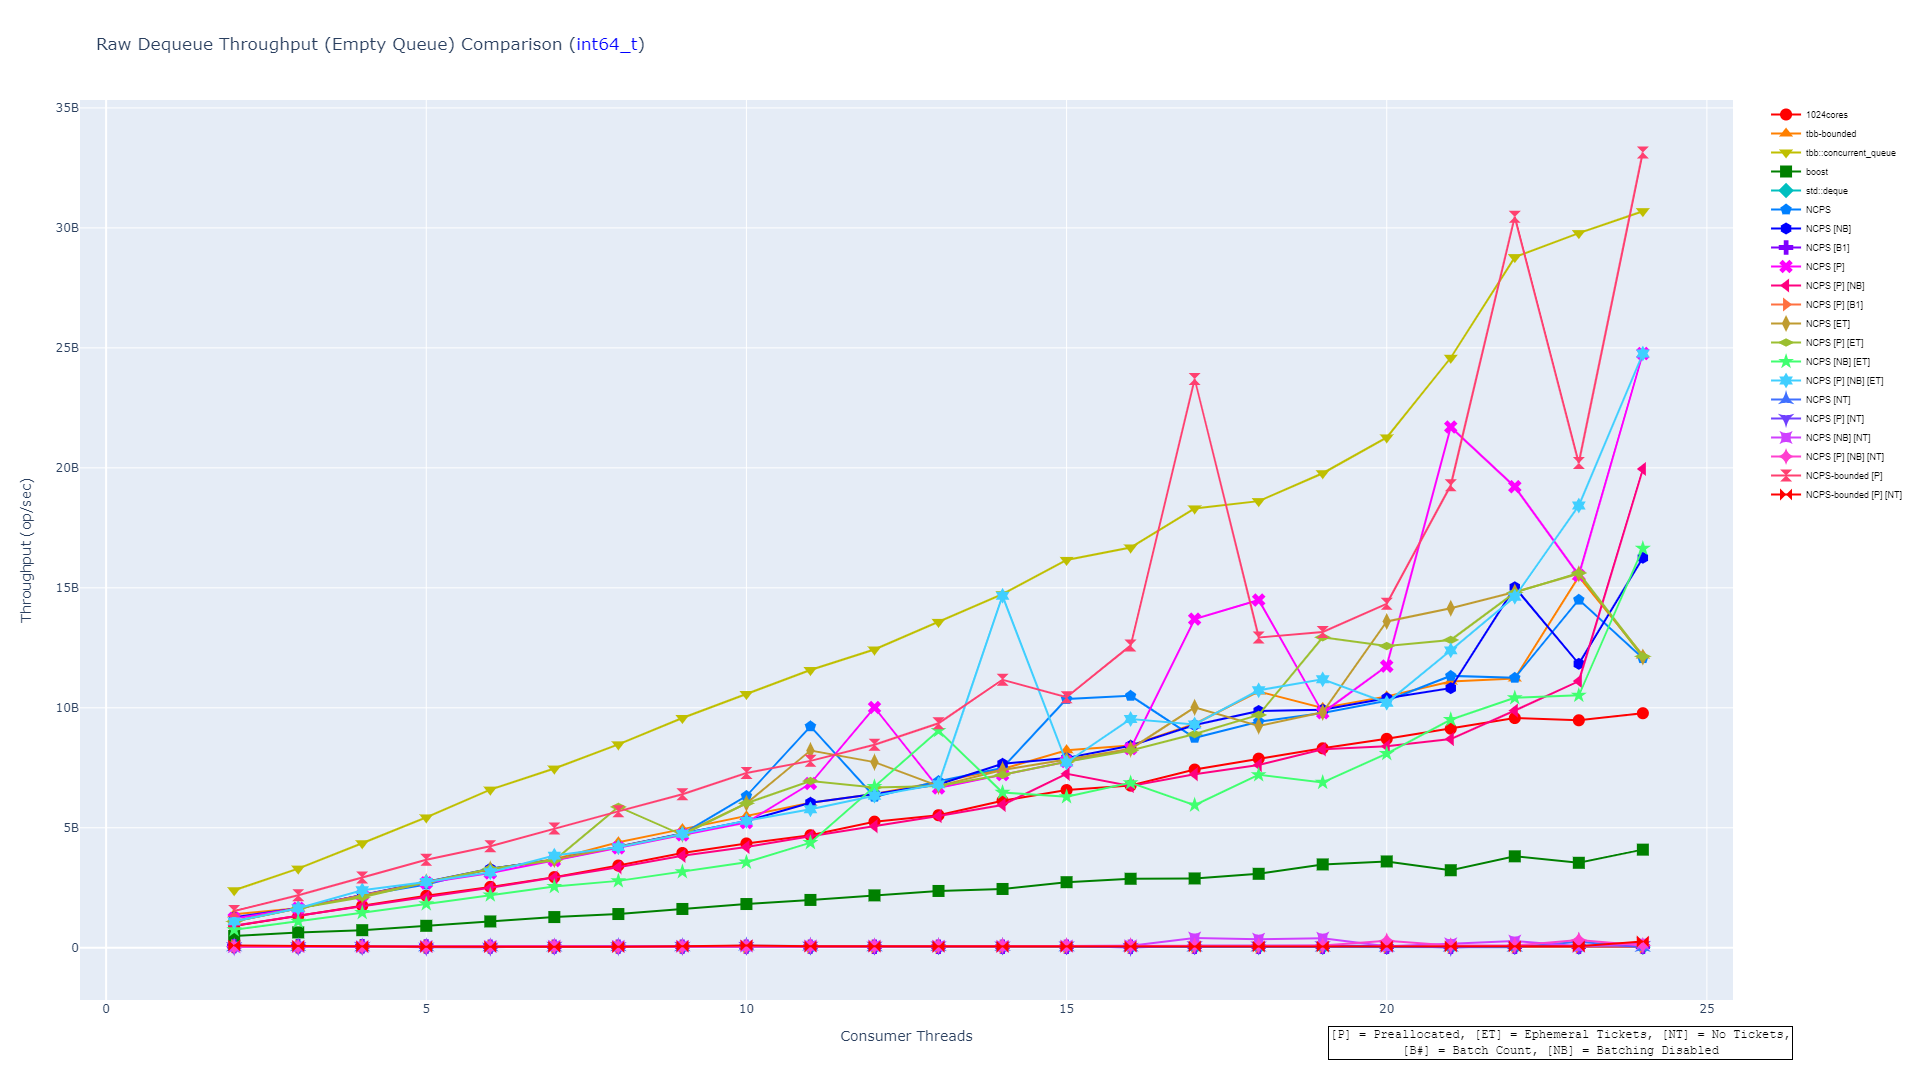 Raw Dequeue Throughput (Empty Queue) Comparison (int64_t)
35B
30B
25B
20B
15B
10B
5B
0
Throughput (op/sec)
0
5
10
15
20
25
Consumer Threads
1024cores
tbb-bounded
tbb::concurrent_queue
boost
std::deque
NCPS
NCPS [NB]
NCPS [B1]
NCPS [P]
NCPS [P] [NB]
NCPS [P] [B1]
NCPS [ET]
NCPS [P] [ET]
NCPS [NB] [ET]
NCPS [P] [NB] [ET]
NCPS [NT]
NCPS [P] [NT]
NCPS [NB] [NT]
NCPS [P] [NB] [NT]
NCPS-bounded [P]
NCPS-bounded [P] [NT]
[P] = Preallocated, [ET] = Ephemeral Tickets, [NT] = No Tickets,
[B#] = Batch Count, [NB] = Batching Disabled